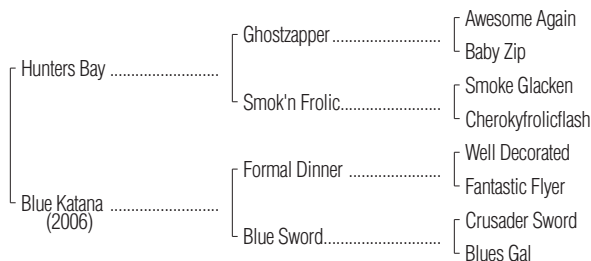 Awesome Again
Ghostzapper
Baby Zip
Hunters Bay
Smoke Glacken
Smok'n Frolic
Cherokyfrolicflash
Well Decorated
Formal Dinner
Fantastic Flyer
Blue Katana
(2006)
Crusader Sword
Blue Sword
Blues Gal